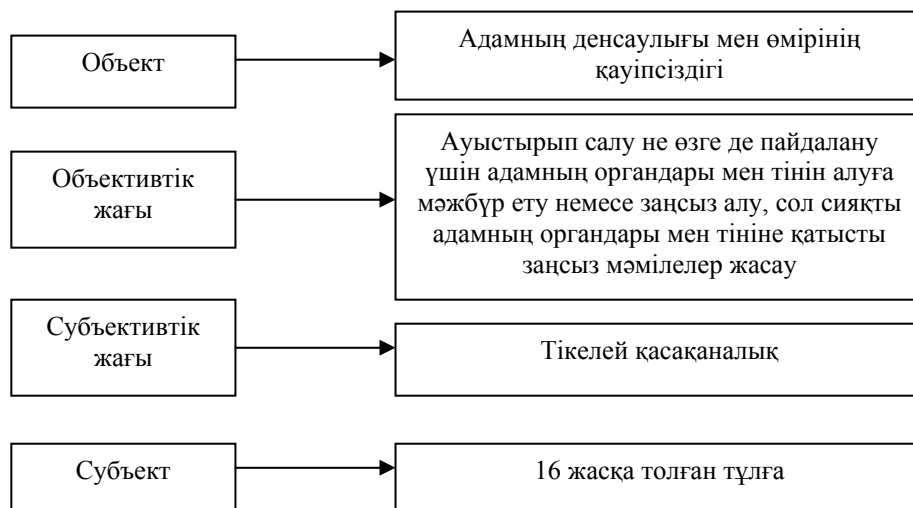 Объект
Адамның денсаулығы мен өмірінің
қауіпсіздігі
Объективтік
жағы
Ауыстырып салу не өзге де пайдалану
үшін адамның органдары мен тінін алуға
мәжбүр ету немесе заңсыз алу, сол сияқты
адамның органдары мен тініне қатысты
заңсыз мәмілелер жасау
Субъективтік
жағы
Тікелей қасақаналық
Субъект
16 жасқа толған тұлға